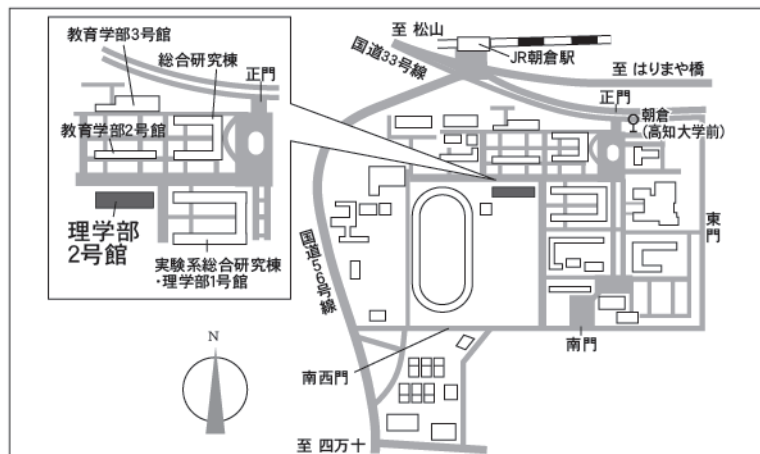 教育学部3号館
総合研究棟
正門
教育学部2号館
理学部
2号館
実験系総合研究棟
・理学部1号館
至 松山
国道33号線
JR朝倉駅
至 はりまや橋
正門
朝倉
(高知大学前)
東門
国道56号線
南門
南西門
至 四万十
N